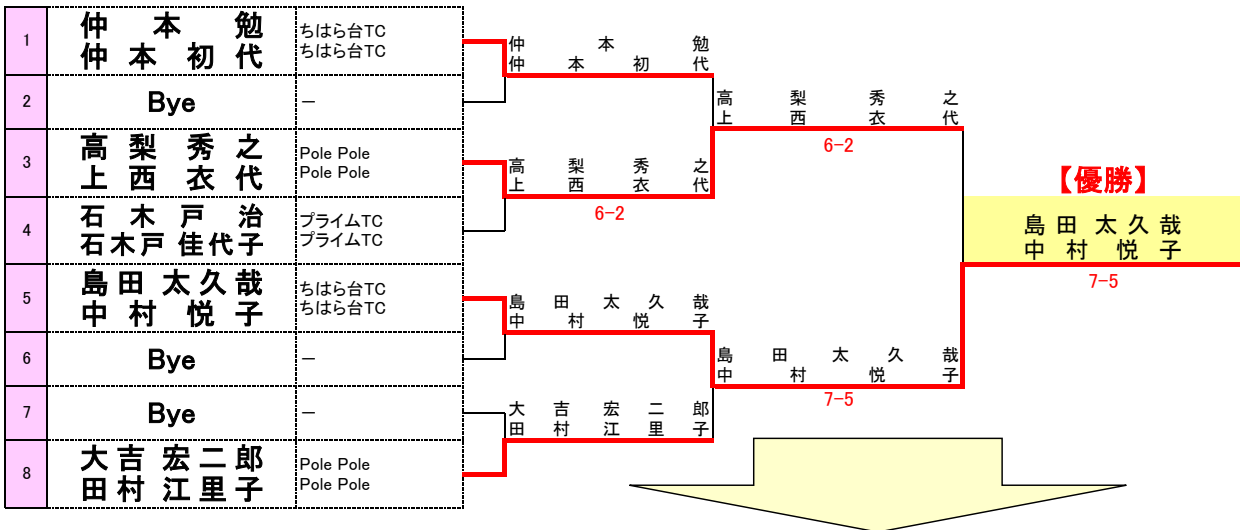 1
仲 本 勉
仲 本 初 代
ちはら台TC
ちはら台TC
2
Bye
－
3
高 梨 秀 之
上 西 衣 代
Pole Pole
Pole Pole
4
石 木 戸 治
石木戸 佳代子
プライムTC
プライムTC
5
島田 太久哉
中 村 悦 子
ちはら台TC
ちはら台TC
6
Bye
－
7
Bye
－
8
大吉 宏二郎
田村 江里子
Pole Pole
Pole Pole
仲 本 勉
仲 本 初 代
高 梨 秀 之
上 西 衣 代
6-2
島 田 太 久 哉
中 村 悦 子
大 吉 宏 二 郎
田 村 江 里 子
高 梨 秀 之
上 西 衣 代
6-2
島 田 太 久 哉
中 村 悦 子
7-5
【優勝】
島田 太久哉
中 村 悦 子
7-5